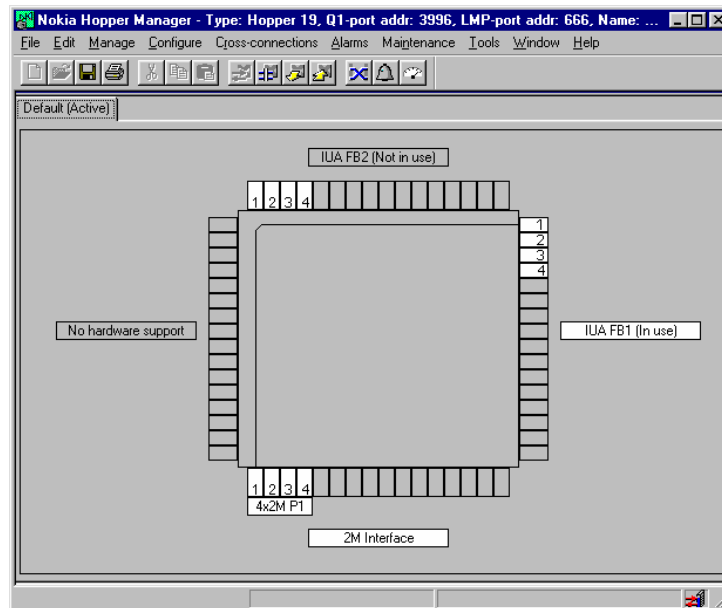 Nokia Hopper Manager - Type: Hopper 19, Q1-port addr: 3996, LMP-port addr: 666, Name: ...
File Edit Manage Configure Cross-connections Alarms Maintenance Tools Window Help
Default (Active)
IUA FB2 (Not in use)
1 2 3 4
1
2
3
4
No hardware support
IUA FB1 (In use)
1 2 3 4
4x2M P1
2M Interface